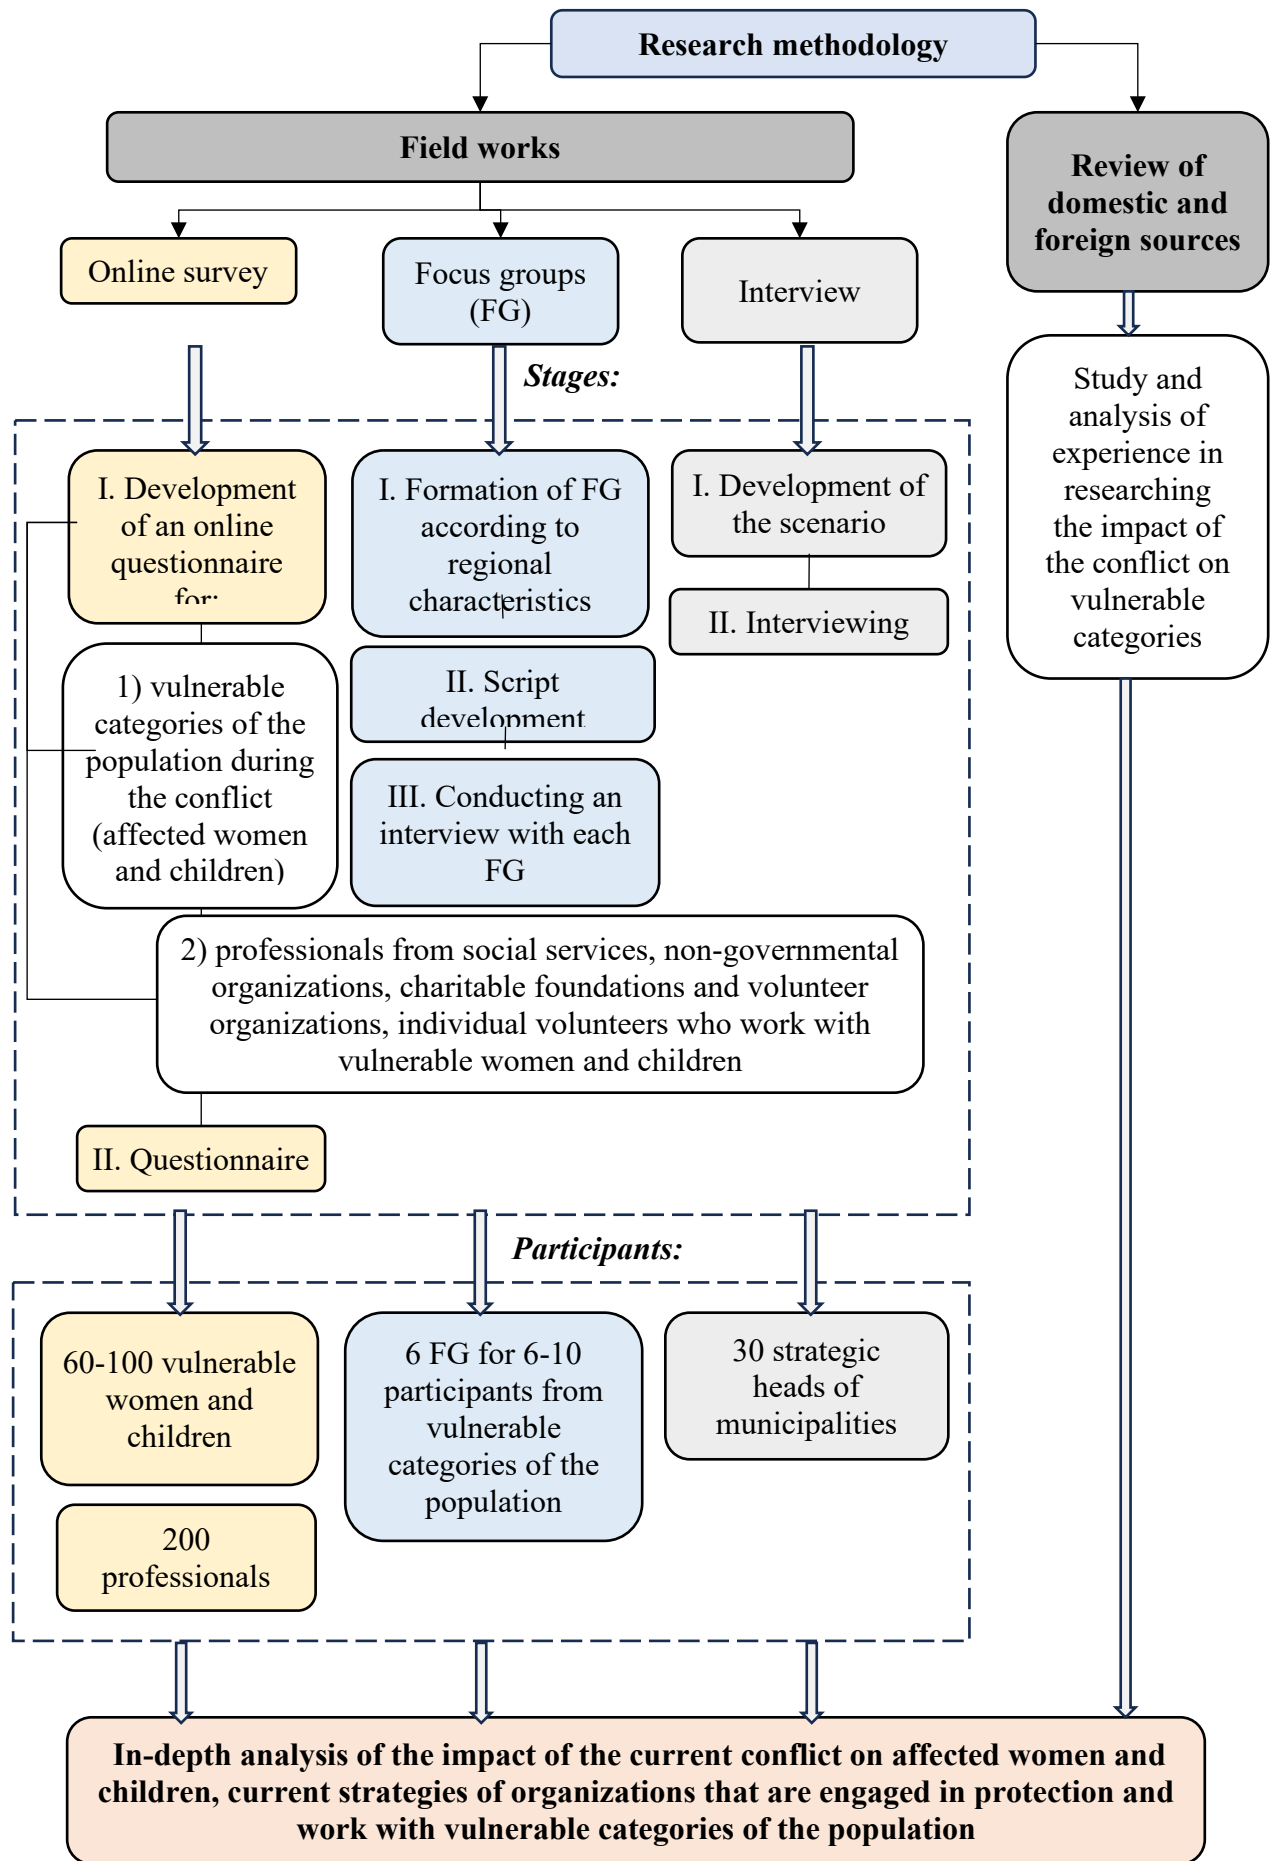 Research methodology
Field works
Review of
domestic and
foreign sources
Online survey
Focus groups
(FG)
Interview
Stages:
Study and
analysis of
experience in
researching
the impact of
the conflict on
vulnerable
categories
I. Development
of an online
questionnaire
for:
1) vulnerable
categories of the
population during
the conflict
(affected women
and children)
I. Formation of FG
according to
regional
characteristics
II. Script
development
III. Conducting an
interview with each
FG
I. Development of
the scenario
II. Interviewing
2) professionals from social services, non-governmental
organizations, charitable foundations and volunteer
organizations, individual volunteers who work with
vulnerable women and children
II. Questionnaire
Participants:
60-100 vulnerable
women and
children
200
professionals
6 FG for 6-10
participants from
vulnerable
categories of the
population
30 strategic
heads of
municipalities
In-depth analysis of the impact of the current conflict on affected women and
children, current strategies of organizations that are engaged in protection and
work with vulnerable categories of the population